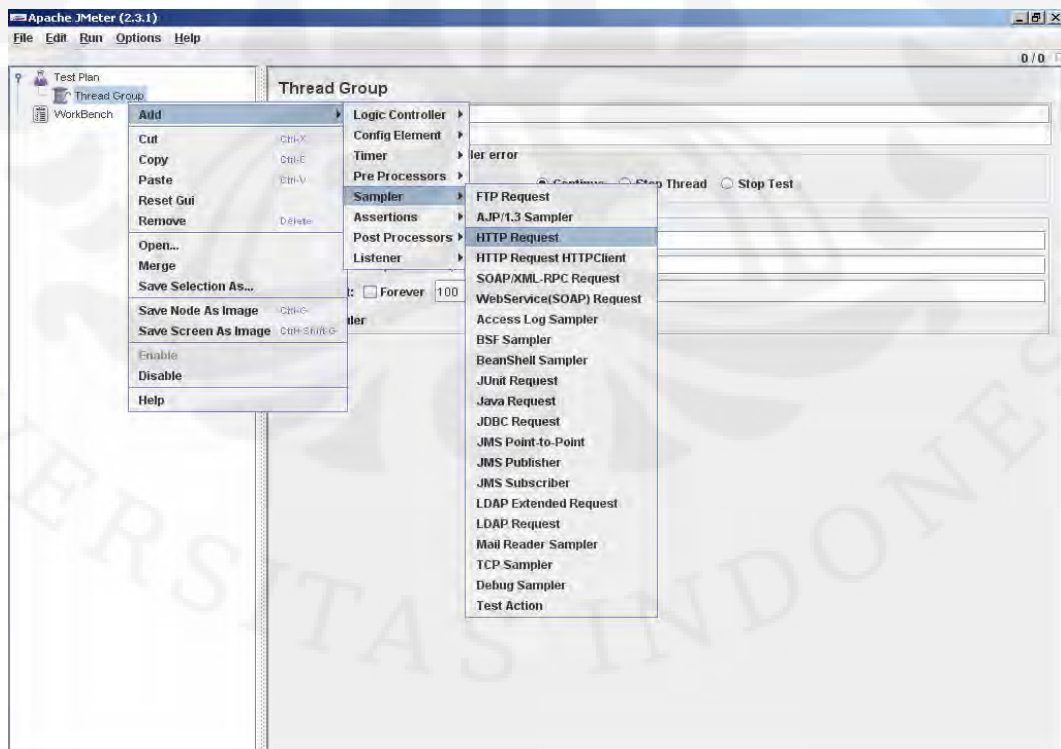 Apache JMeter (2.3.1)
File Edit Run Options Help
0 / 0
Test Plan
Thread Group
WorkBench
Thread Group
Add
Cut Ctrl-X
Copy
Paste Ctrl-V
Reset Gui
Remove Delete
Open...
Merge
Save Selection As...
Save Node As Image Ctrl-G
Save Screen As Image Ctrl+Shift-G
Enable
Disable
Help
Logic Controller
Config Element
Timer
Pre Processors
Sampler
Assertions
Post Processors
Listener
ler error
Continue Stop Thread Stop Test
t: Forever 100
uler
FTP Request
AJP/1.3 Sampler
HTTP Request
HTTP Request HTTPClient
SOAP/XML-RPC Request
WebService(SOAP) Request
Access Log Sampler
BSF Sampler
BeanShell Sampler
JUnit Request
Java Request
JDBC Request
JMS Point-to-Point
JMS Publisher
JMS Subscriber
LDAP Extended Request
LDAP Request
Mail Reader Sampler
TCP Sampler
Debug Sampler
Test Action
ERSITAS INDONES